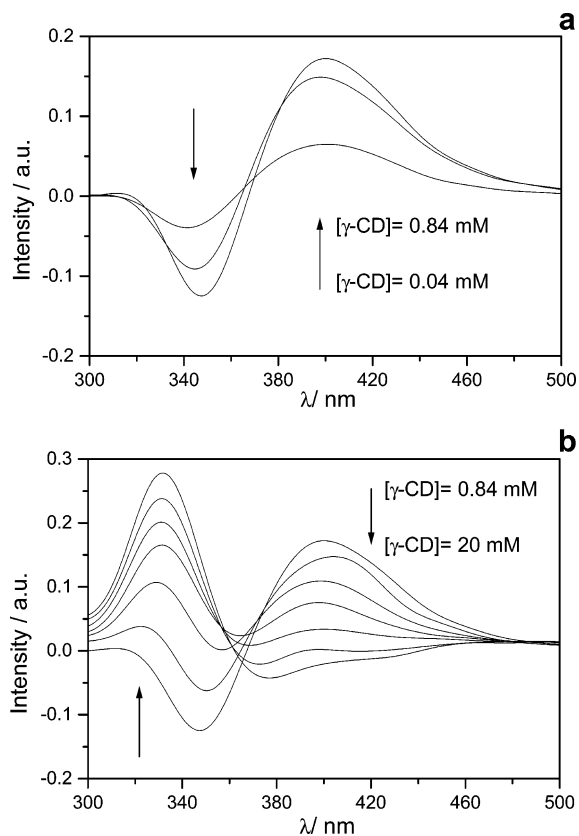 a
0.2
0.1
0.0
-0.1
-0.2
Intensity / a.u.
[γ-CD]= 0.84 mM
[γ-CD]= 0.04 mM
300 340 380 420 460 500
λ/ nm
b
0.3
0.2
0.1
0.0
-0.1
-0.2
Intensity / a.u.
[γ-CD]= 0.84 mM
[γ-CD]= 20 mM
300 340 380 420 460 500
λ/ nm